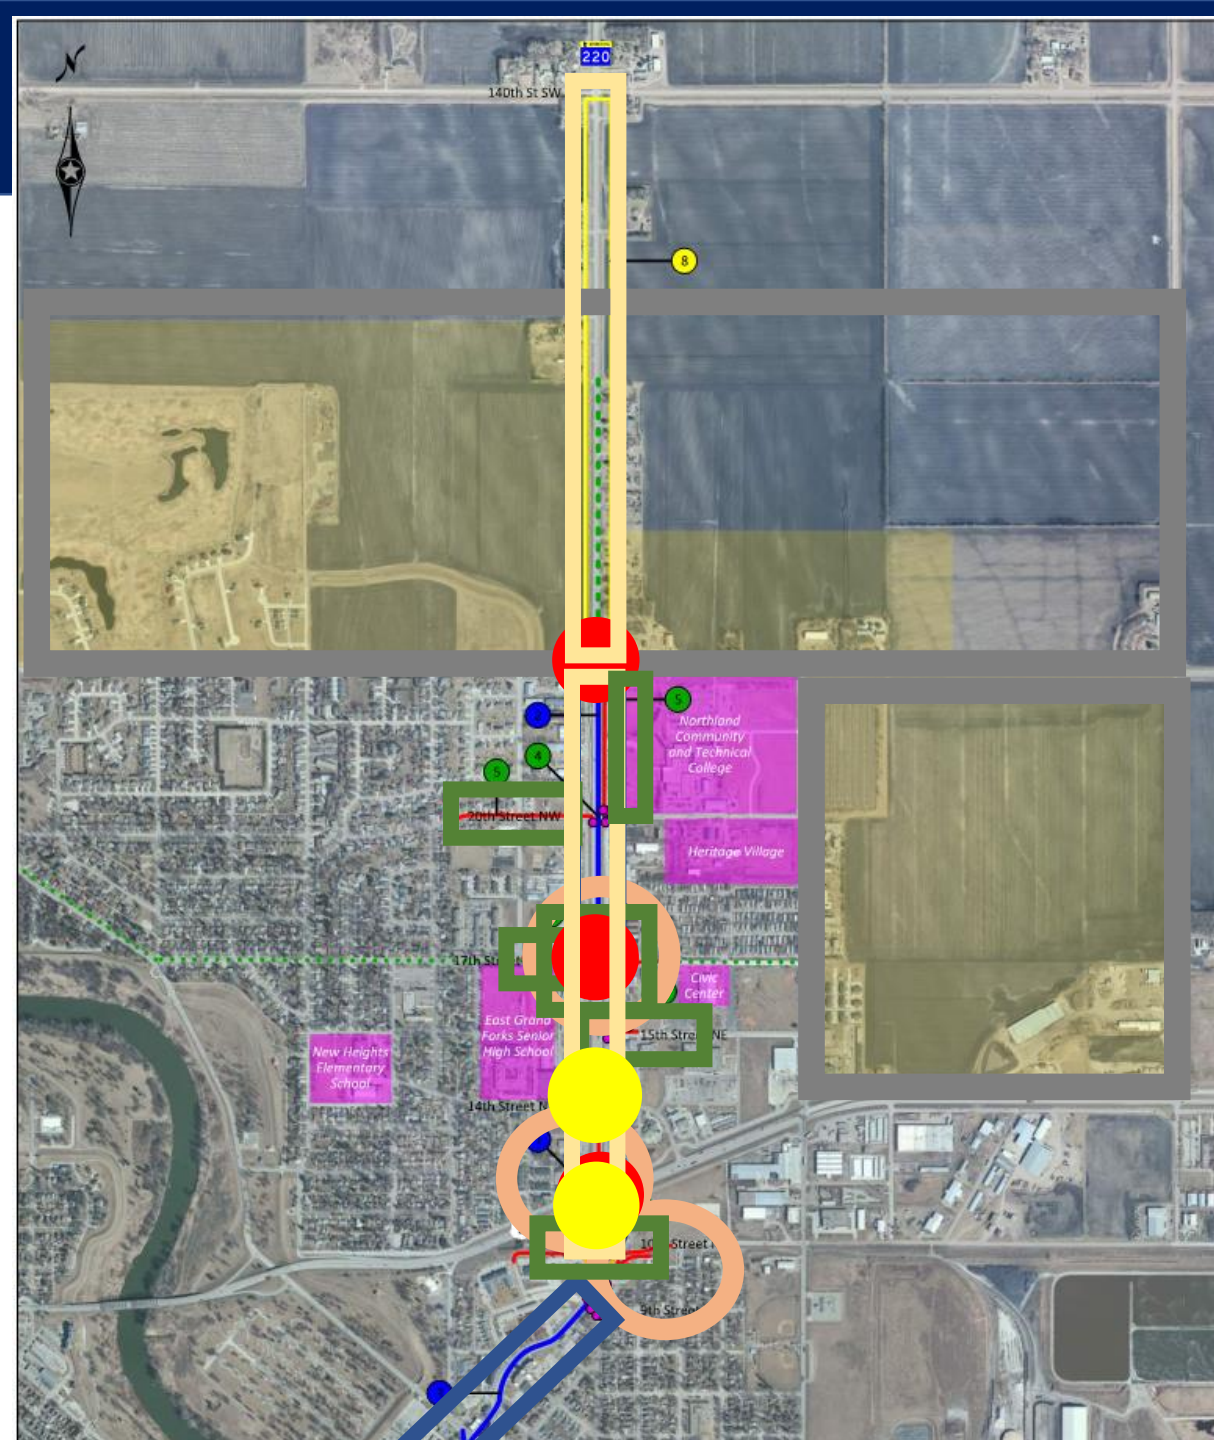 N
220
140th St SW
8
5
Northland
Community
and Technical
College
4
5
20th Street NW
Heritage Village
17th
Civic
Center
East Grand
Forks Senior
High School
15th Street NE
New Heights
Elementary
School
14th Street
Street
9th Street